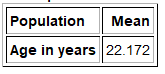 Population Mean
Age in years 22.172